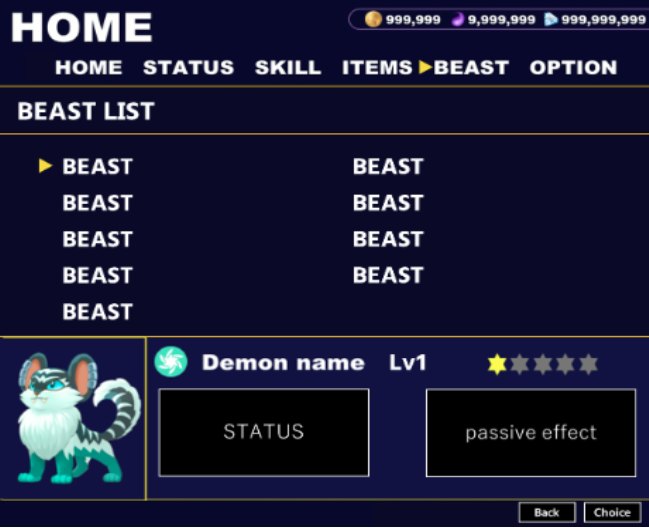 HOME
999,999 9,999,999 999,999,999
HOME STATUS SKILL ITEMS BEAST OPTION
BEAST LIST
BEAST BEAST
BEAST BEAST
BEAST BEAST
BEAST BEAST
BEAST
Demon name Lv1
STATUS passive effect
Back Choice